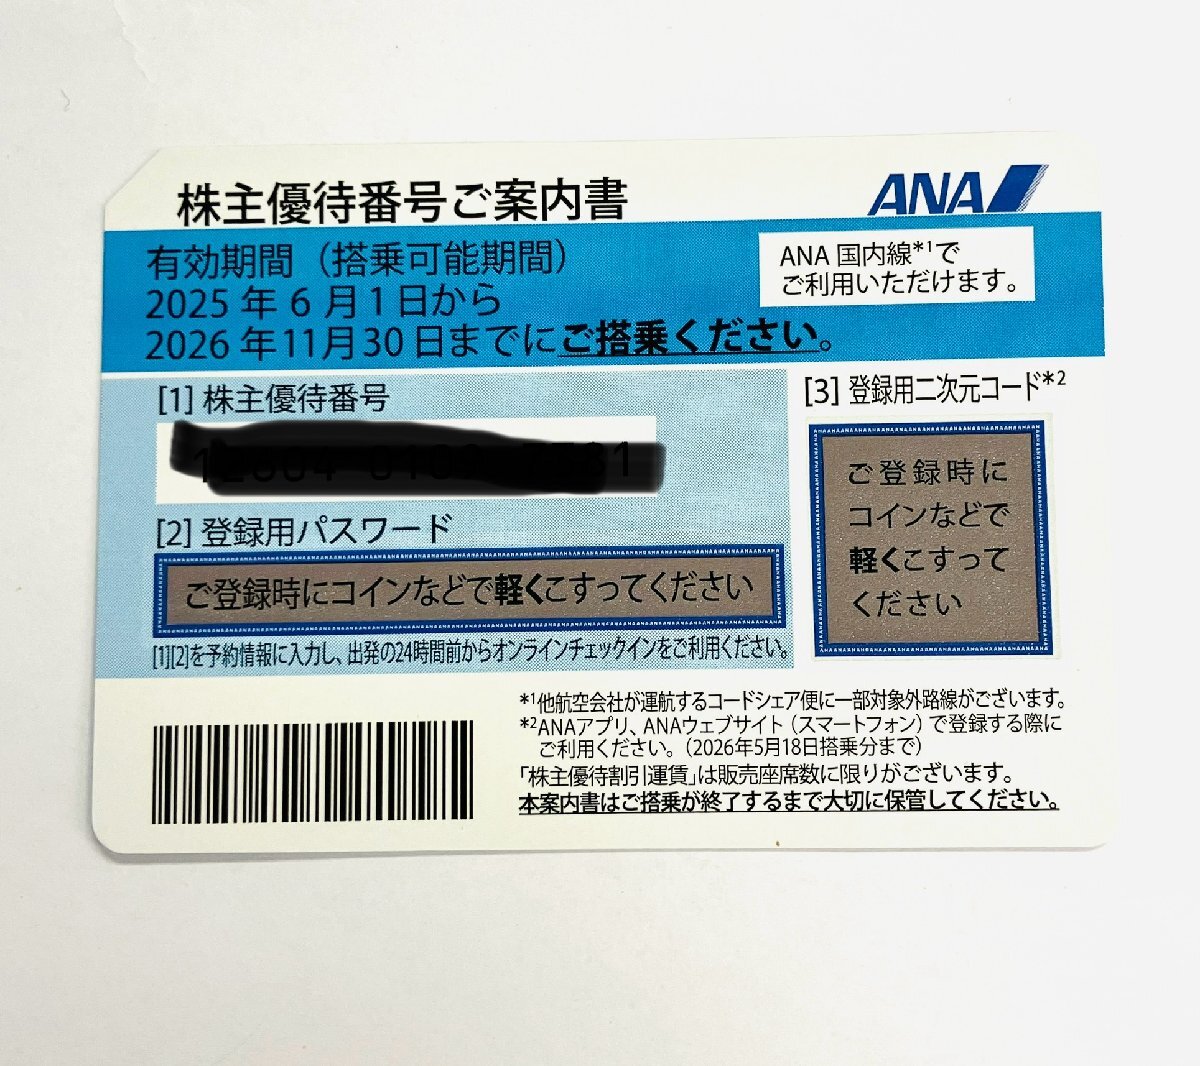 株主優待番号ご案内書
ANA
有効期間（搭乗可能期間）
2025年6月1日から
2026年11月30日までにご搭乗ください。
ANA国内線*1で
ご利用いただけます。
[1] 株主優待番号
[2] 登録用パスワード
ご登録時にコインなどで軽くこすってください
[1][2]を予約情報に入力し、出発の24時間前からオンラインチェックインをご利用ください。
[3] 登録用二次元コード*2
ご登録時に
コインなどで
軽くこすって
ください
*1他航空会社が運航するコードシェア便に一部対象外路線がございます。
*2ANAアプリ、ANAウェブサイト（スマートフォン）で登録する際に
ご利用ください。（2026年5月18日搭乗分まで）
「株主優待割引運賃」は販売座席数に限りがございます。
本案内書はご搭乗が終了するまで大切に保管してください。